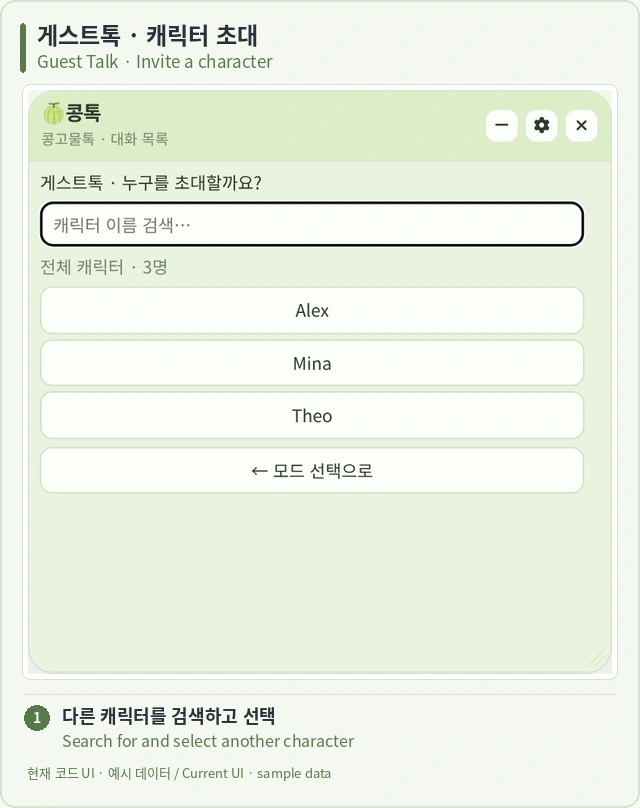 게스트톡 · 캐릭터 초대
Guest Talk · Invite a character
콩톡
콩고물톡 · 대화 목록
게스트톡 · 누구를 초대할까요?
캐릭터 이름 검색…
전체 캐릭터 · 3명
Alex
Mina
Theo
← 모드 선택으로
1 다른 캐릭터를 검색하고 선택
Search for and select another character
현재 코드 UI · 예시 데이터 / Current UI · sample data